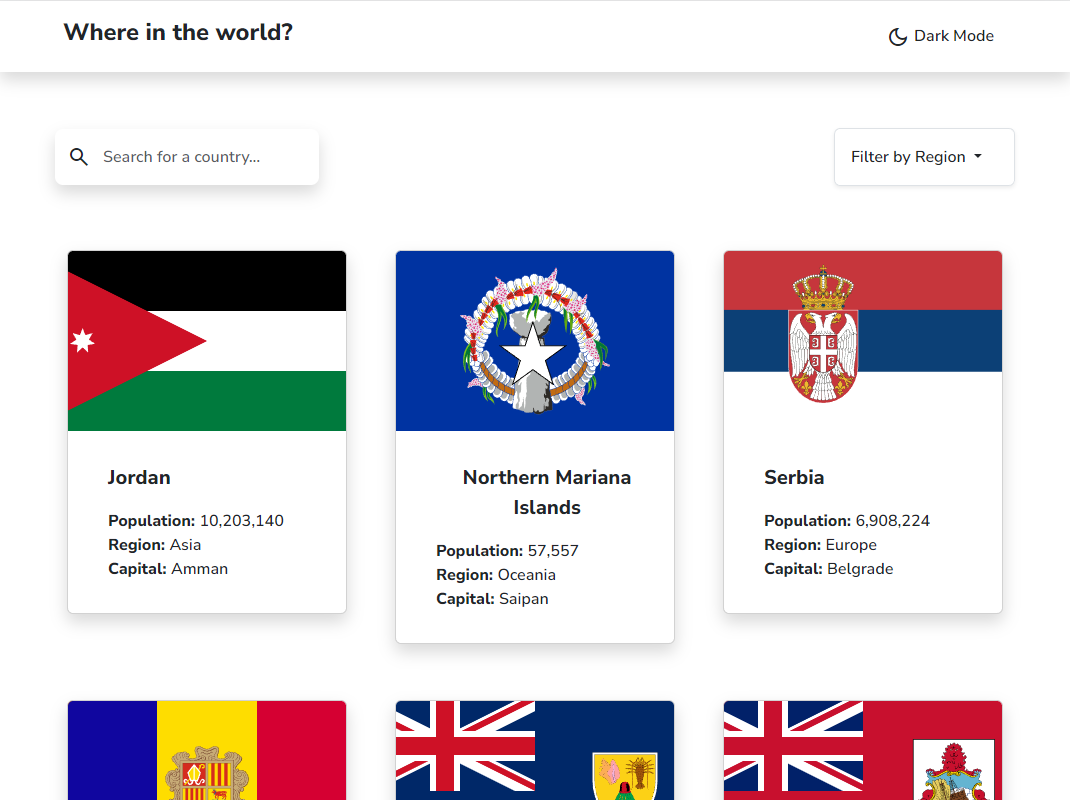 Where in the world?
Dark Mode
Search for a country...
Filter by Region
Jordan
Population: 10,203,140
Region: Asia
Capital: Amman
Northern Mariana
Islands
Population: 57,557
Region: Oceania
Capital: Saipan
Serbia
Population: 6,908,224
Region: Europe
Capital: Belgrade